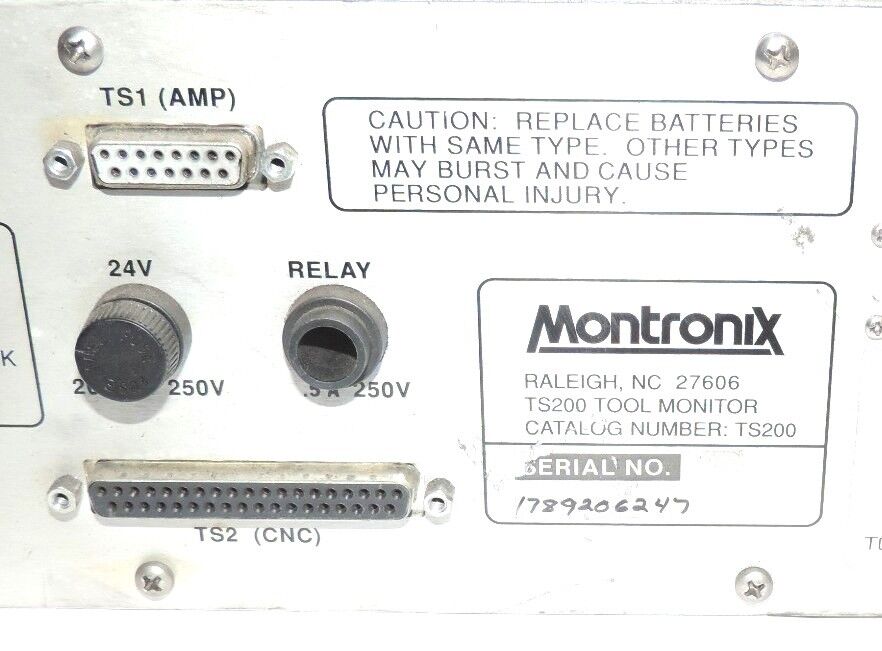 TS1 (AMP)
CAUTION: REPLACE BATTERIES
WITH SAME TYPE. OTHER TYPES
MAY BURST AND CAUSE
PERSONAL INJURY.
24V
RELAY
250V
.5A 250V
K
Montronix
RALEIGH, NC 27606
TS200 TOOL MONITOR
CATALOG NUMBER: TS200
SERIAL NO.
1789206247
TS2 (CNC)